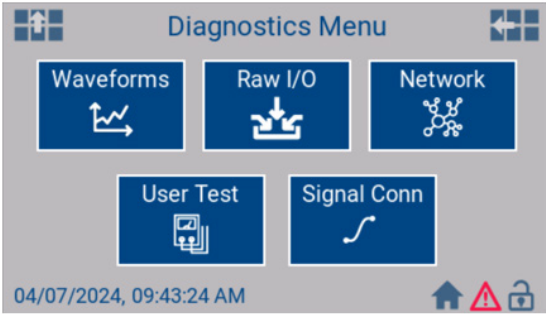 Diagnostics Menu
Waveforms
Raw I/O
Network
User Test
Signal Conn
04/07/2024, 09:43:24 AM